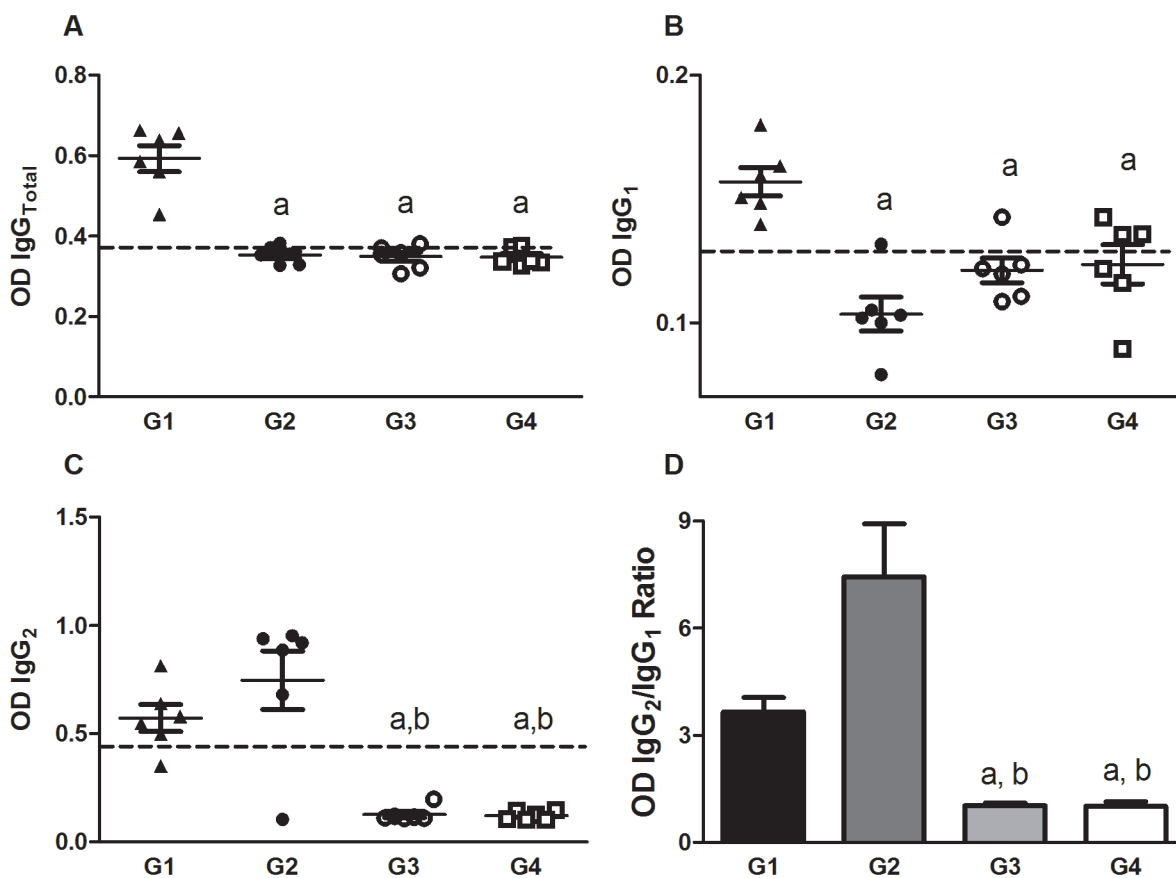 A
OD IgGTotal
0.8
0.6
0.4
0.2
0.0
a
a
a
G1
G2
G3
G4
B
OD IgG1
0.2
0.1
a
a
a
G1
G2
G3
G4
C
OD IgG2
1.5
1.0
0.5
0.0
a,b
a,b
G1
G2
G3
G4
D
OD IgG2/IgG1 Ratio
9
6
3
0
a, b
a, b
G1
G2
G3
G4